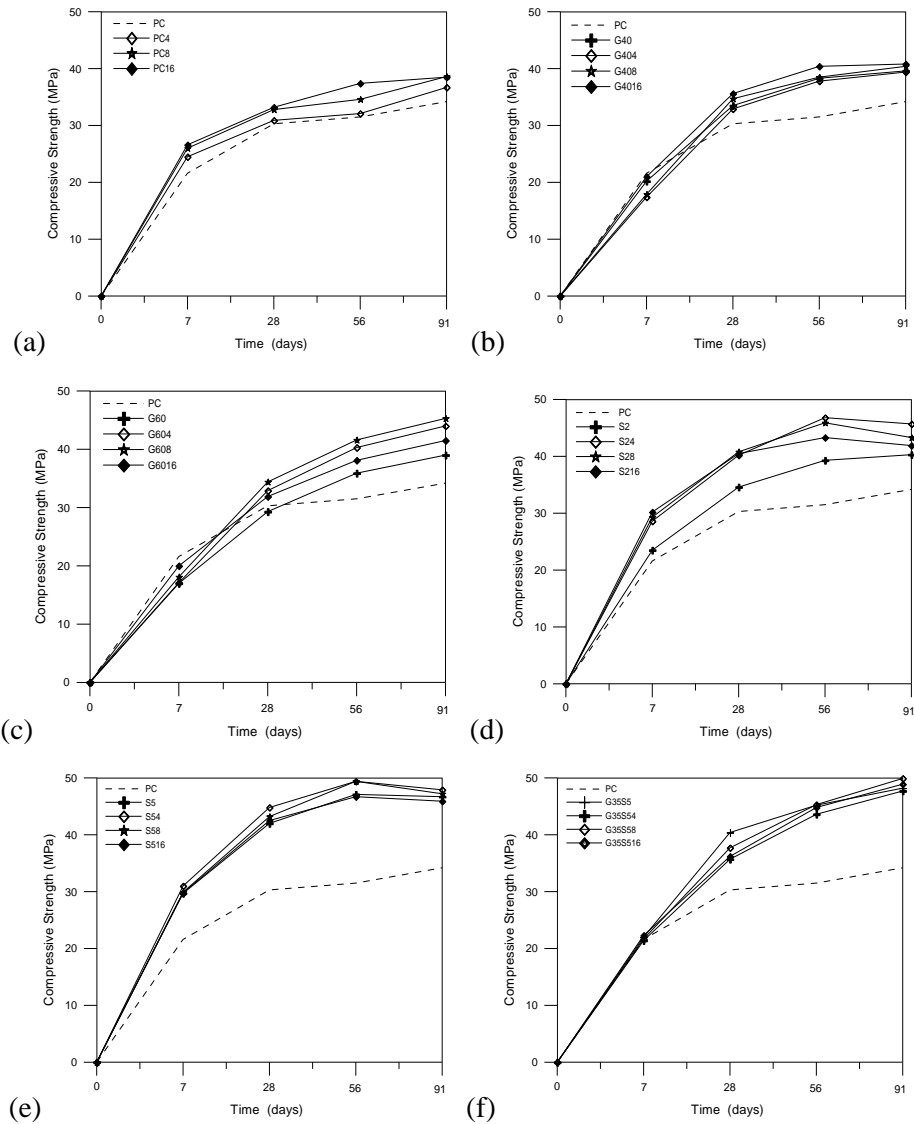 PC
PC4
PC8
PC16
50
40
30
20
10
0
Compressive Strength (MPa)
0 7 28 56 91
Time (days)
(a)
PC
G40
G404
G408
G4016
50
40
30
20
10
0
Compressive Strength (MPa)
0 7 28 56 91
Time (days)
(b)
PC
G60
G604
G608
G6016
50
40
30
20
10
0
Compressive Strength (MPa)
0 7 28 56 91
Time (days)
(c)
PC
S2
S24
S28
S216
50
40
30
20
10
0
Compressive Strength (MPa)
0 7 28 56 91
Time (days)
(d)
PC
S5
S54
S58
S516
50
40
30
20
10
0
Compressive Strength (MPa)
0 7 28 56 91
Time (days)
(e)
PC
G35S5
G35S54
G35S58
G35S516
50
40
30
20
10
0
Compressive Strength (MPa)
0 7 28 56 91
Time (days)
(f)